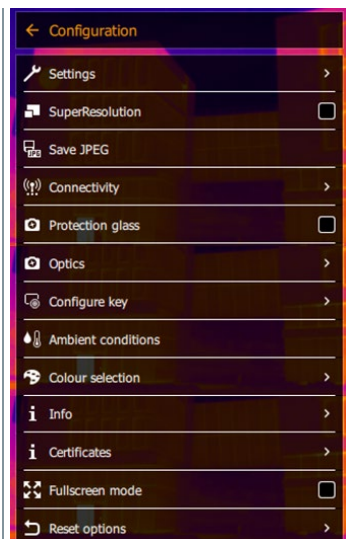 Configuration
Settings
SuperResolution
JPG
Save JPEG
Connectivity
Protection glass
Optics
Configure key
Ambient conditions
Colour selection
i Info
i Certificates
Fullscreen mode
Reset options